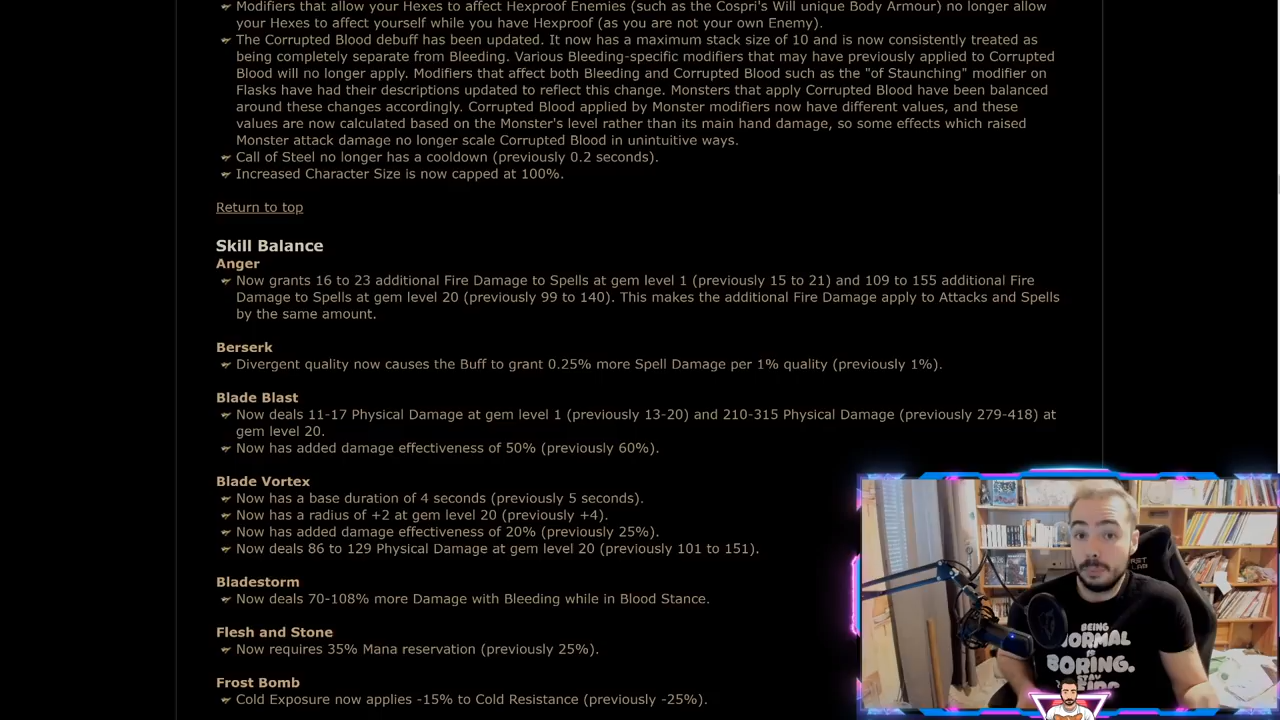 Modifiers that allow your Hexes to affect Hexproof Enemies (such as the Cospri's Will unique Body Armour) no longer allow
your Hexes to affect yourself while you have Hexproof (as you are not your own Enemy).
The Corrupted Blood debuff has been updated. It now has a maximum stack size of 10 and is now consistently treated as
being completely separate from Bleeding. Various Bleeding-specific modifiers that may have previously applied to Corrupted
Blood will no longer apply. Modifiers that affect both Bleeding and Corrupted Blood such as the "of Staunching" modifier on
Flasks have had their descriptions updated to reflect this change. Monsters that apply Corrupted Blood have been balanced
around these changes accordingly. Corrupted Blood applied by Monster modifiers now have different values, and these
values are now calculated based on the Monster's level rather than its main hand damage, so some effects which raised
Monster attack damage no longer scale Corrupted Blood in unintuitive ways.
Call of Steel no longer has a cooldown (previously 0.2 seconds).
Increased Character Size is now capped at 100%.
Return to top
Skill Balance
Anger
Now grants 16 to 23 additional Fire Damage to Spells at gem level 1 (previously 15 to 21) and 109 to 155 additional Fire
Damage to Spells at gem level 20 (previously 99 to 140). This makes the additional Fire Damage apply to Attacks and Spells
by the same amount.
Berserk
Divergent quality now causes the Buff to grant 0.25% more Spell Damage per 1% quality (previously 1%).
Blade Blast
Now deals 11-17 Physical Damage at gem level 1 (previously 13-20) and 210-315 Physical Damage (previously 279-418) at
gem level 20.
Now has added damage effectiveness of 50% (previously 60%).
Blade Vortex
Now has a base duration of 4 seconds (previously 5 seconds).
Now has a radius of +2 at gem level 20 (previously +4).
Now has added damage effectiveness of 20% (previously 25%).
Now deals 86 to 129 Physical Damage at gem level 20 (previously 101 to 151).
Bladestorm
Now deals 70-108% more Damage with Bleeding while in Blood Stance.
Flesh and Stone
Now requires 35% Mana reservation (previously 25%).
Frost Bomb
Cold Exposure now applies -15% to Cold Resistance (previously -25%).
BEING
NORMAL
BORING.